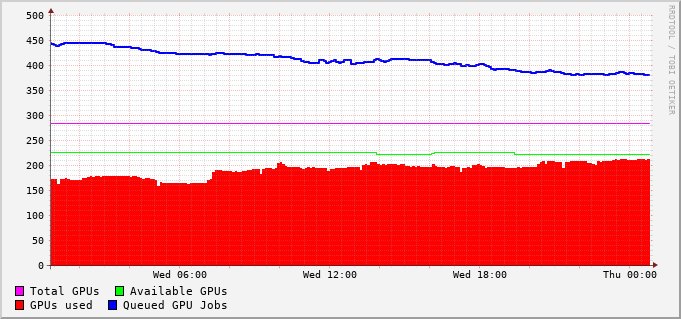 500
450
400
350
300
250
200
150
100
50
0
Wed 06:00 Wed 12:00 Wed 18:00 Thu 00:00
Total GPUs Available GPUs
GPUs used Queued GPU Jobs
RRDTOOL / TOBI OETIKER